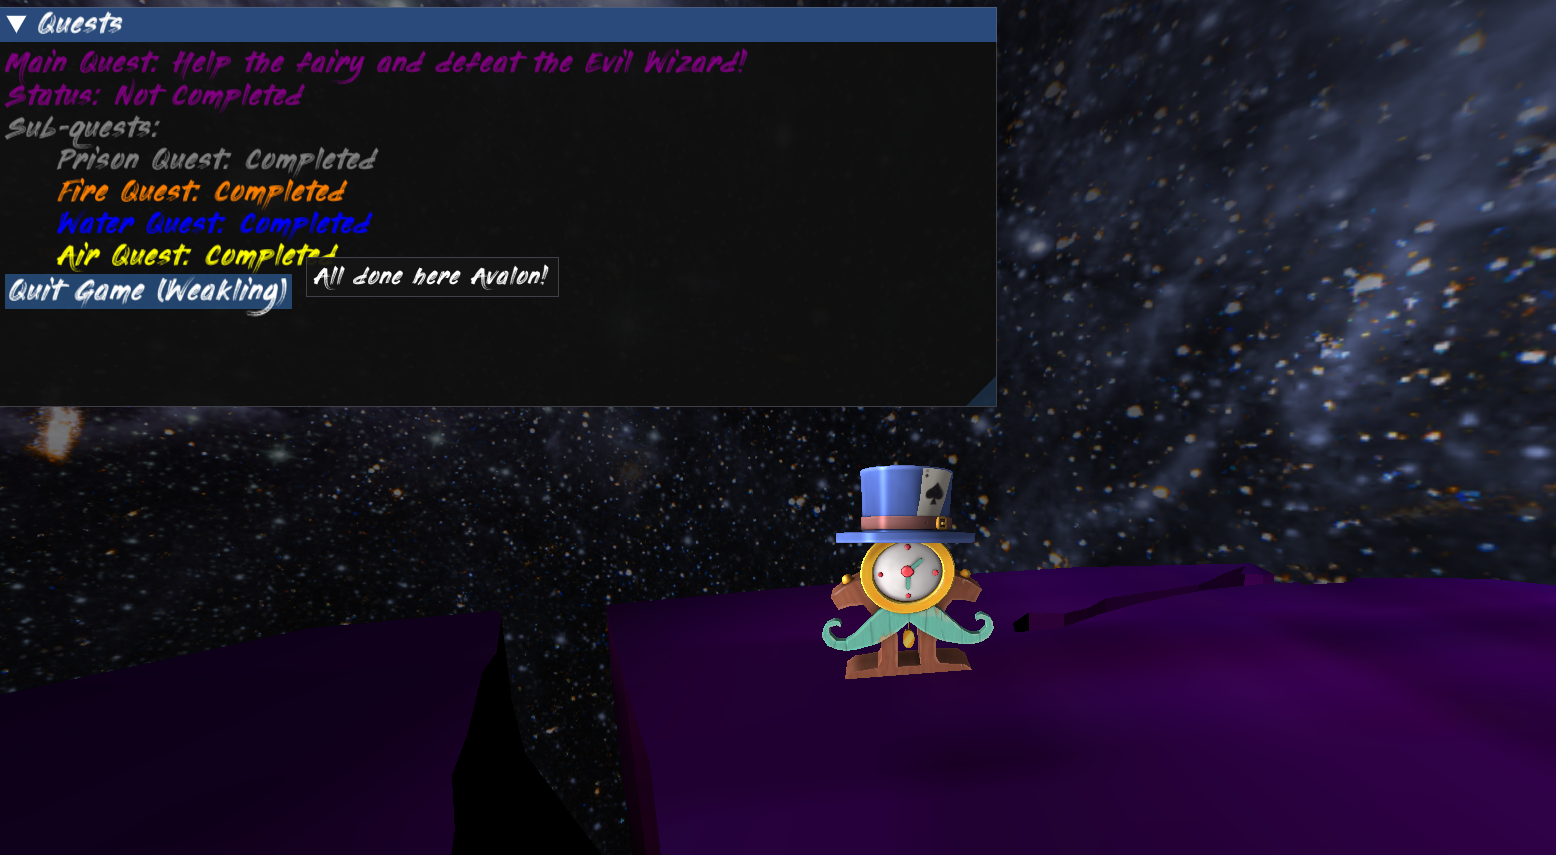 Quests
Main Quest: Help the fairy and defeat the Evil Wizard!
Status: Not Completed
Sub-quests:
Prison Quest: Completed
Fire Quest: Completed
Water Quest: Completed
Air Quest: Completed
All done here Avalon!
Quit Game (Weakling)